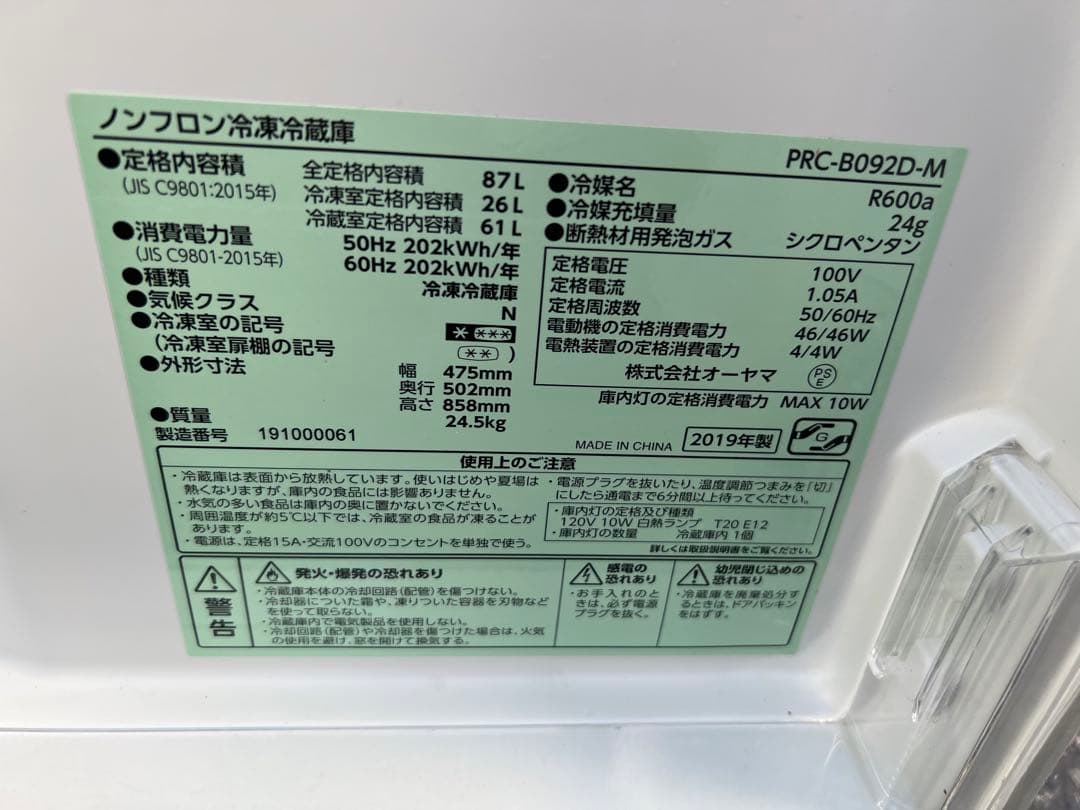 ノンフロン冷凍冷蔵庫
PRC-B092D-M
●定格内容積 全定格内容積 87L
(JIS C9801:2015年) 冷凍室定格内容積 26L
冷蔵室定格内容積 61L
●消費電力量 50Hz 202kWh/年
(JIS C9801-2015年) 60Hz 202kWh/年
●種類 冷凍冷蔵庫
●気候クラス N
●冷凍室の記号
(冷凍室扉棚の記号 )
●外形寸法 幅 475mm
奥行 502mm
高さ 858mm
●質量 24.5kg
製造番号 191000061
●冷媒名 R600a
●冷媒充填量 24g
●断熱材用発泡ガス シクロペンタン
定格電圧 100V
定格電流 1.05A
定格周波数 50/60Hz
電動機の定格消費電力 46/46W
電熱装置の定格消費電力 4/4W
株式会社オーヤマ PSE
庫内灯の定格消費電力 MAX 10W
MADE IN CHINA 2019年製 G
使用上のご注意
・冷蔵庫は表面から放熱しています。使いはじめや夏場は
熱くなりますが、庫内の食品には影響ありません。
・水気の多い食品は庫内の奥に置かないでください。
・周囲温度が約5℃以下では、冷蔵室の食品が凍ることが
あります。
・電源は、定格15A・交流100Vのコンセントを単独で使う。
・電源プラグを抜いたり、温度調節つまみを「切」
にしたら通電まで6分間以上待ってください。
・庫内灯の定格及び種類
120V 10W 白熱ランプ T20 E12
・庫内灯の数量 冷蔵庫内 1個
詳しくは取扱説明書をご覧ください。
警告
発火・爆発の恐れあり
・冷蔵庫本体の冷却回路(配管)を傷つけない。
・冷却器についた霜や、凍りついた容器を刃物など
を使って取らない。
・冷蔵庫内で電気製品を使用しない。
・冷却回路(配管)や冷却器を傷つけた場合は、火気
の使用を避け、窓を開けて換気する。
感電の
恐れあり
・お手入れのと
きは、必ず電源
プラグを抜く。
幼児閉じ込めの
恐れあり
・冷蔵庫を廃棄処分す
るときは、ドアパッキン
をはずす。